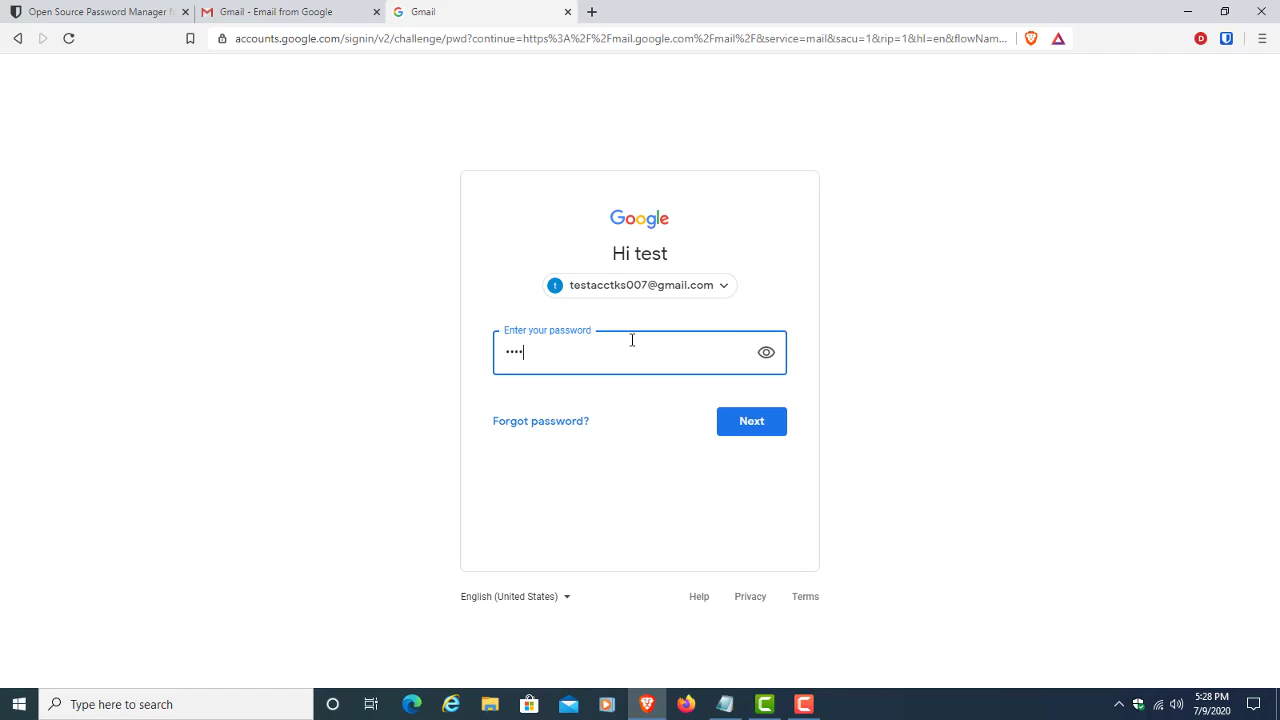 Open Source Password Manager f
Gmail - Email from Google
Gmail
accounts.google.com/signin/v2/challenge/pwd?continue=https%3A%2F%2Fmail.google.com%2Fmail%2F&service=mail&sacu=1&rip=1&hl=en&flowNam...
D
Google
Hi test
t testacctks007@gmail.com
Enter your password
••••
Forgot password?
Next
English (United States)
Help Privacy Terms
Type here to search
5:28 PM
7/9/2020